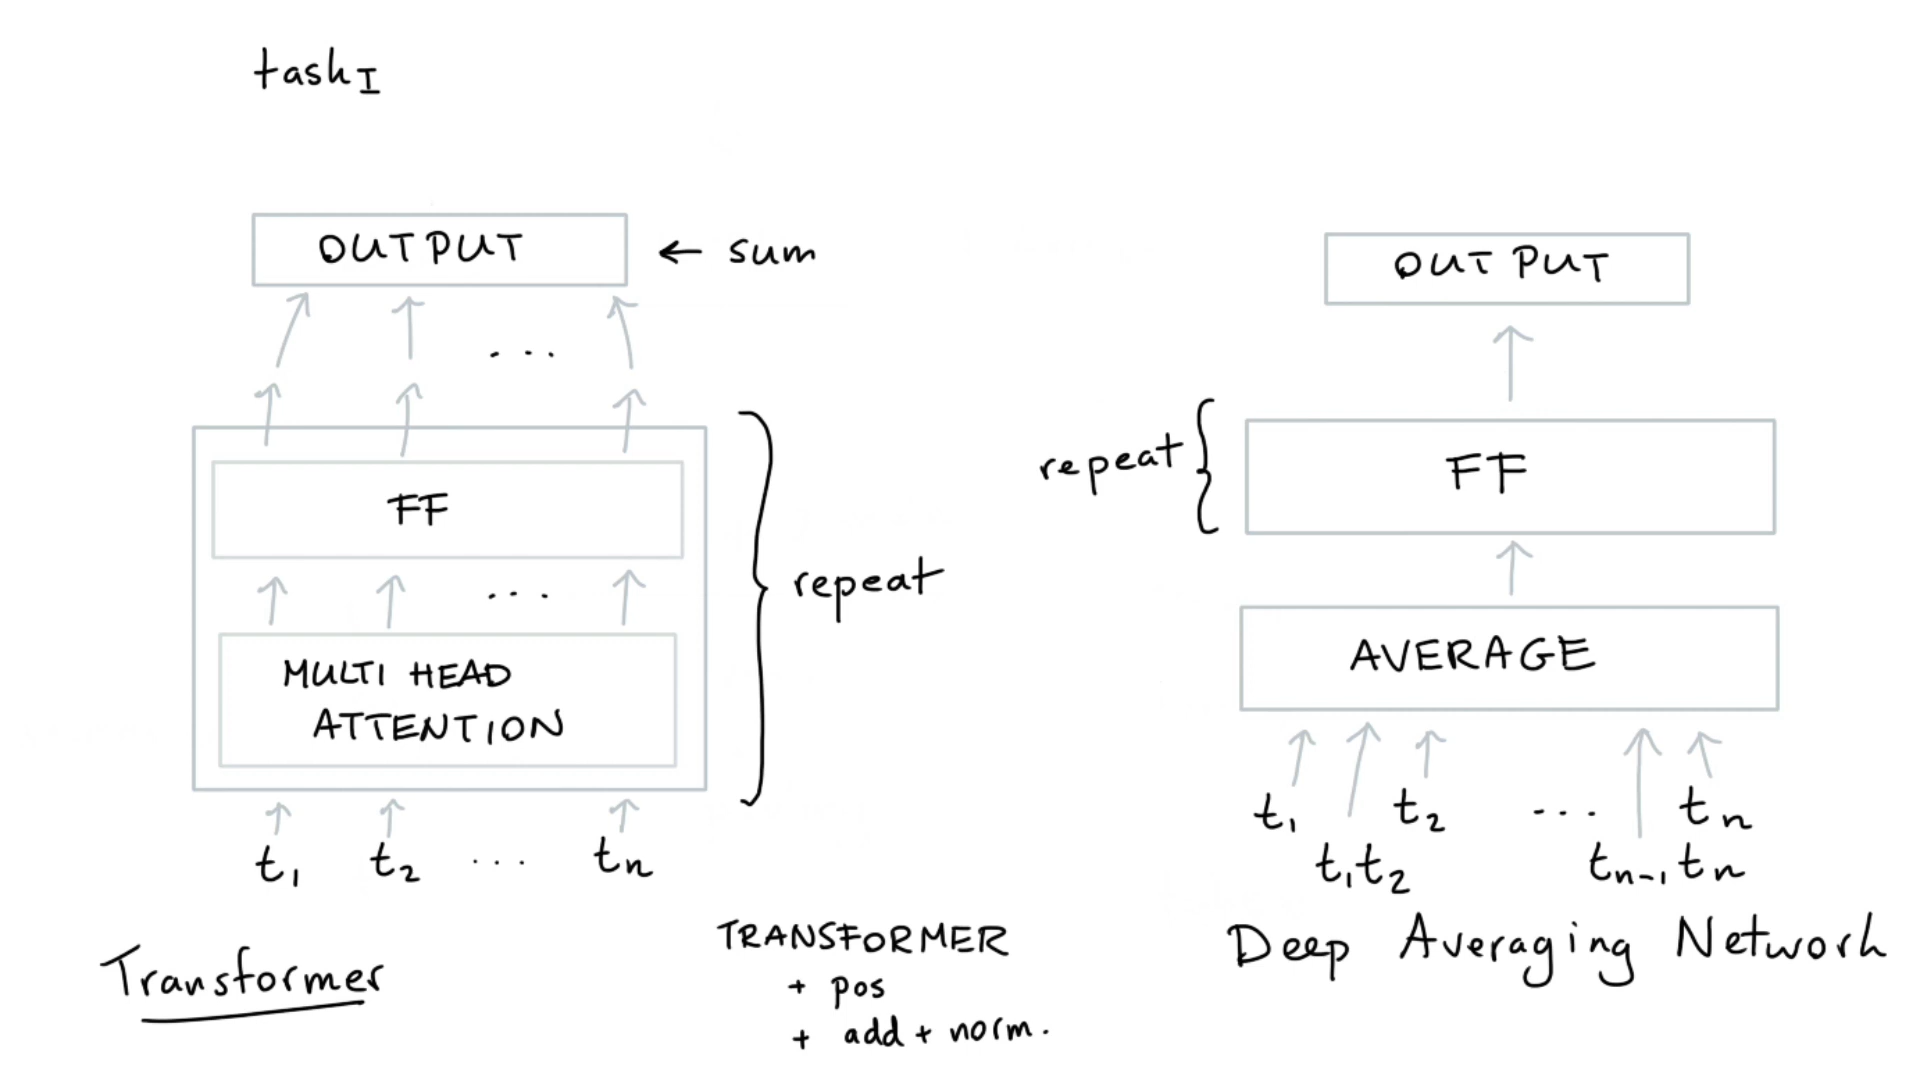 task I
OUTPUT
← sum
...
FF
...
MULTI HEAD
ATTENTION
repeat
t₁ t₂ ... tₙ
Transformer
TRANSFORMER
+ pos
+ add + norm.
OUTPUT
repeat
FF
AVERAGE
t₁ t₂ ... tₙ
t₁t₂ tₙ₋₁tₙ
Deep Averaging Network